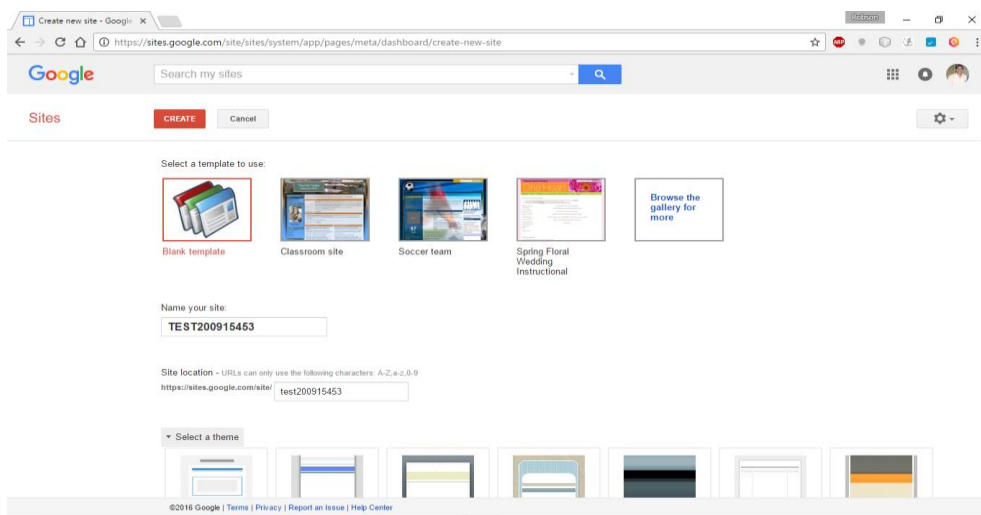 Create new site - Google
Robison
https://sites.google.com/site/sites/system/app/pages/meta/dashboard/create-new-site
ABP
Google
Search my sites
Sites
CREATE
Cancel
Select a template to use:
Blank template
Classroom site
Soccer team
Spring Floral
Wedding
Instructional
Browse the
gallery for
more
Name your site:
TEST200915453
Site location - URLs can only use the following characters: A-Z,a-z,0-9
https://sites.google.com/site/ test200915453
Select a theme
©2016 Google | Terms | Privacy | Report an Issue | Help Center